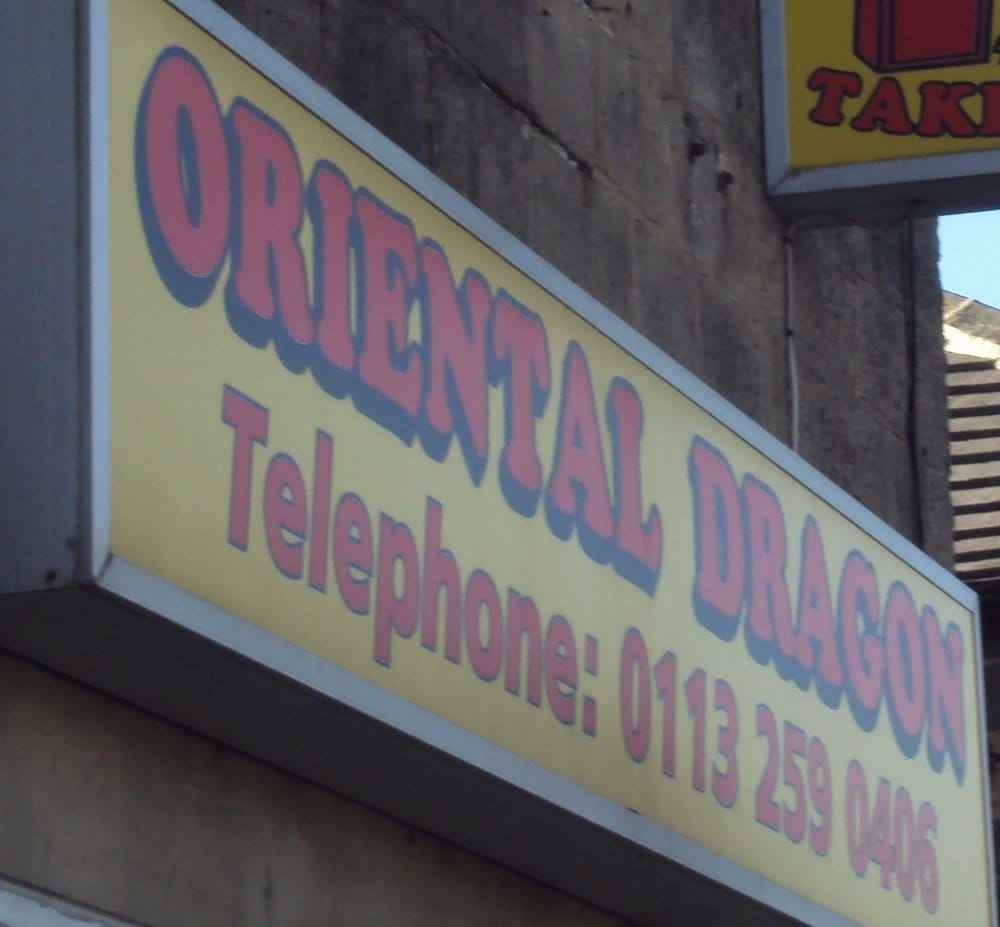 ORIENTAL DRAGON
Telephone: 0113 259 0406